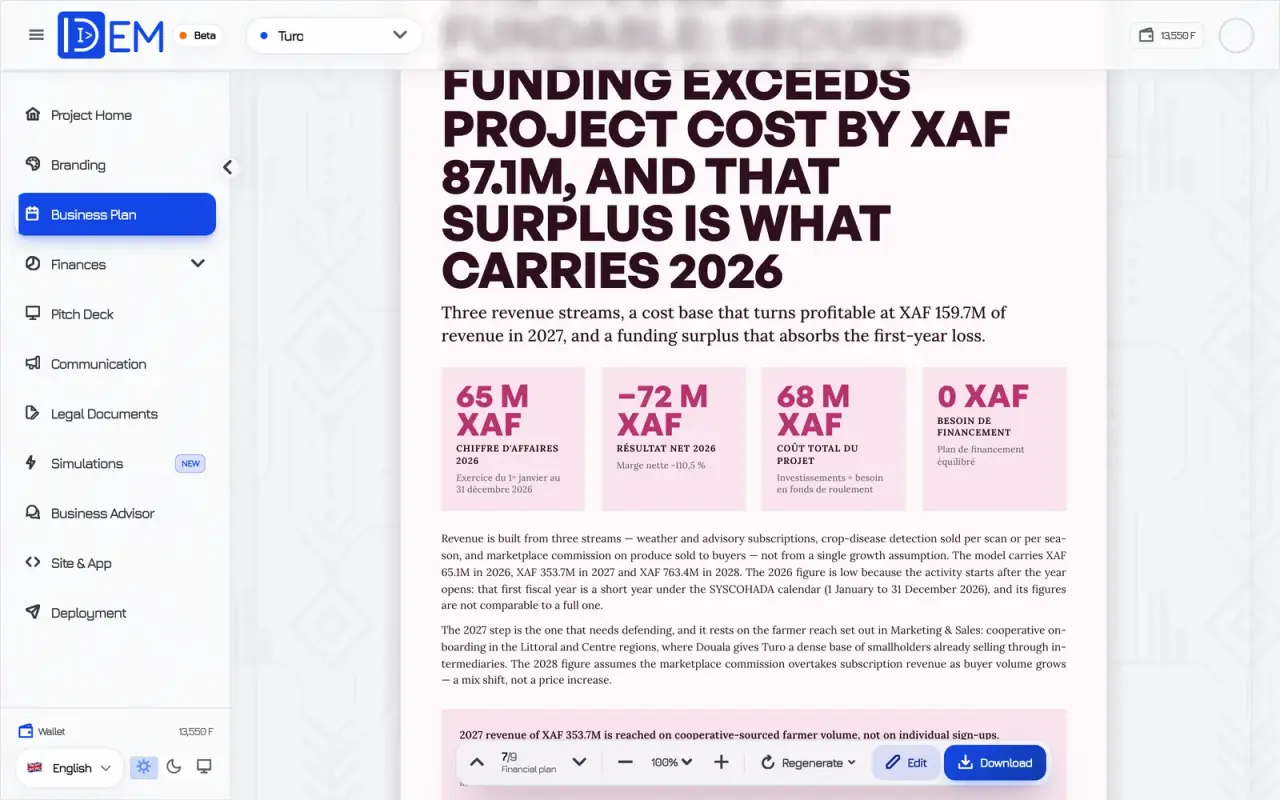 DEM
Beta
Turo
13,550 F
Project Home
Branding
Business Plan
Finances
Pitch Deck
Communication
Legal Documents
Simulations
NEW
Business Advisor
Site & App
Deployment
Wallet
13,550 F
English
FUNDABLE: SECURED
FUNDING EXCEEDS
PROJECT COST BY XAF
87.1M, AND THAT
SURPLUS IS WHAT
CARRIES 2026
Three revenue streams, a cost base that turns profitable at XAF 159.7M of
revenue in 2027, and a funding surplus that absorbs the first-year loss.
65 M
XAF
CHIFFRE D'AFFAIRES
2026
Exercice du 1ᵉʳ janvier au
31 décembre 2026
−72 M
XAF
RÉSULTAT NET 2026
Marge nette −110,5 %
68 M
XAF
COÛT TOTAL DU
PROJET
Investissements + besoin
en fonds de roulement
0 XAF
BESOIN DE
FINANCEMENT
Plan de financement
équilibré
Revenue is built from three streams — weather and advisory subscriptions, crop-disease detection sold per scan or per sea-
son, and marketplace commission on produce sold to buyers — not from a single growth assumption. The model carries XAF
65.1M in 2026, XAF 353.7M in 2027 and XAF 763.4M in 2028. The 2026 figure is low because the activity starts after the year
opens: that first fiscal year is a short year under the SYSCOHADA calendar (1 January to 31 December 2026), and its figures
are not comparable to a full one.
The 2027 step is the one that needs defending, and it rests on the farmer reach set out in Marketing & Sales: cooperative on-
boarding in the Littoral and Centre regions, where Douala gives Turo a dense base of smallholders already selling through in-
termediaries. The 2028 figure assumes the marketplace commission overtakes subscription revenue as buyer volume grows
— a mix shift, not a price increase.
2027 revenue of XAF 353.7M is reached on cooperative-sourced farmer volume, not on individual sign-ups.
7/9
Financial plan
100%
Regenerate
Edit
Download